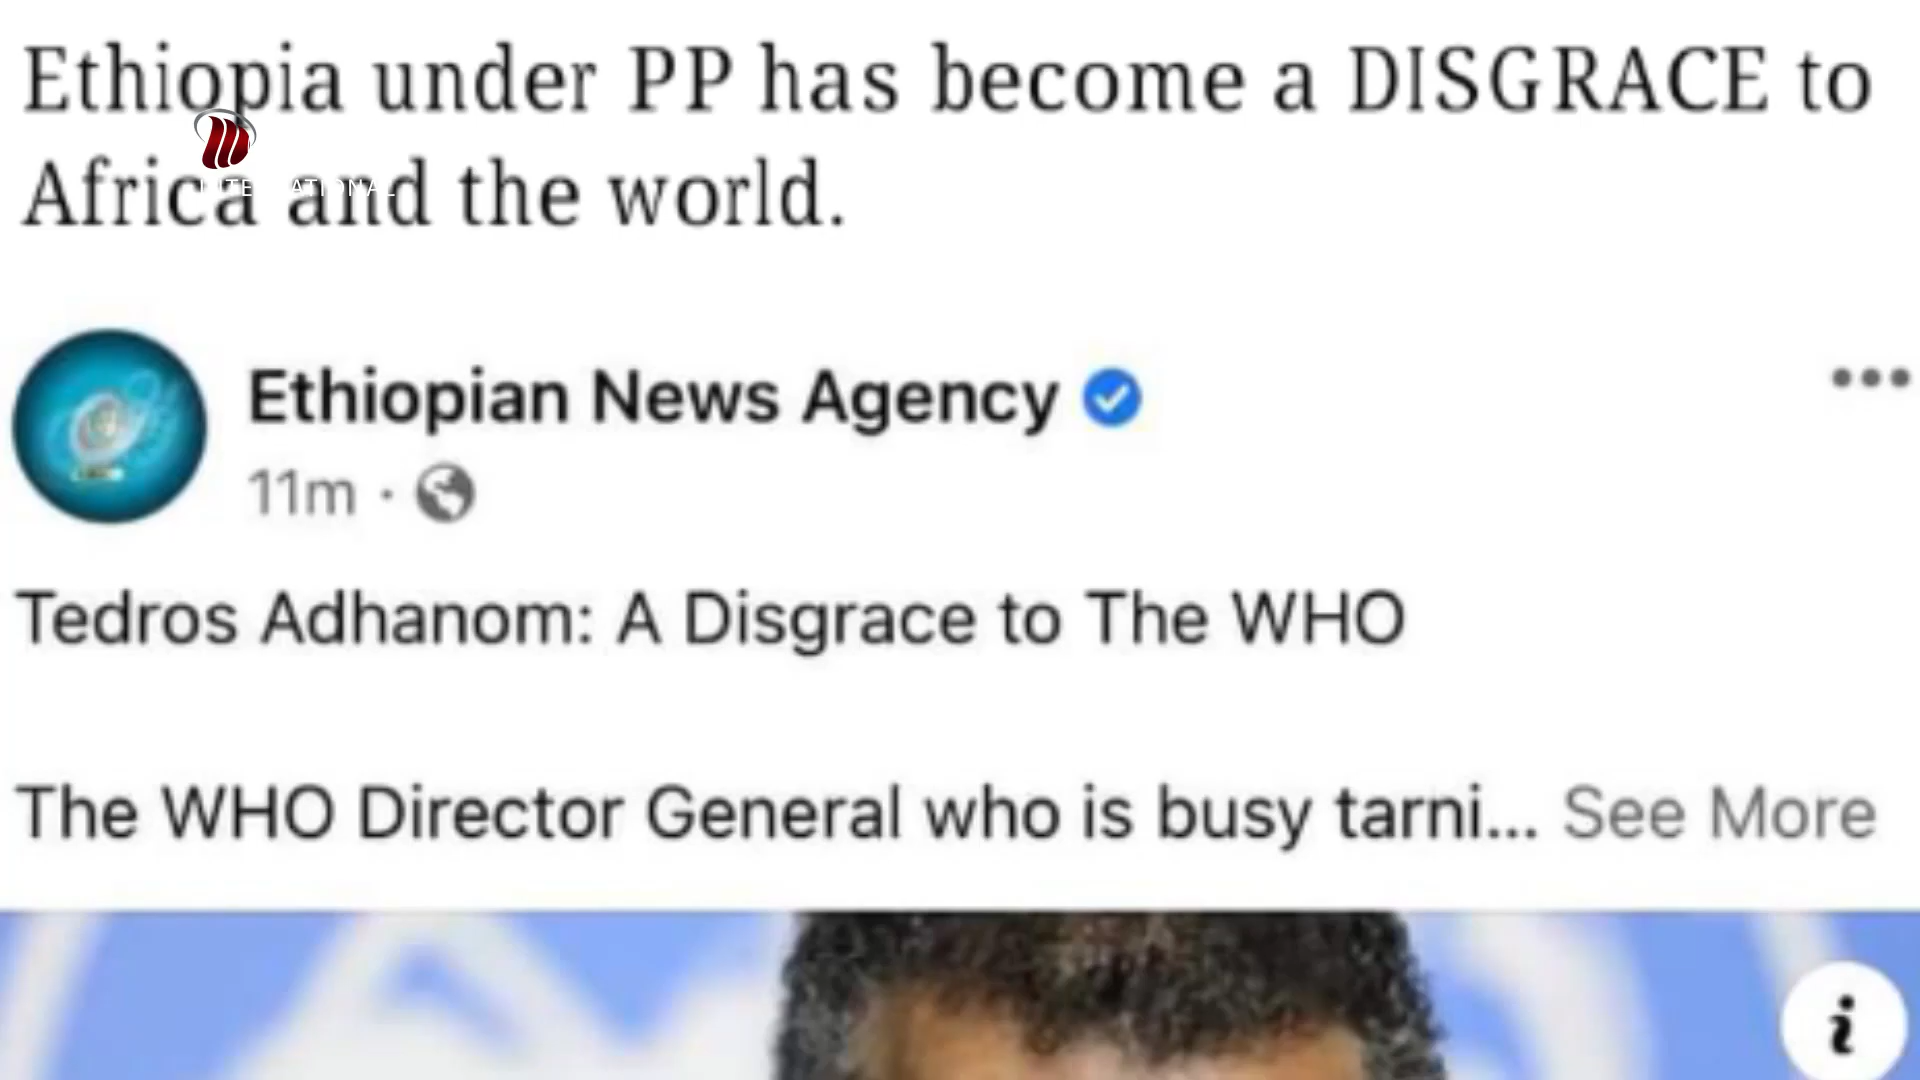 Ethiopia under PP has become a DISGRACE to
Africa and the world.
INTERNATIONAL
Ethiopian News Agency
11m ·
Tedros Adhanom: A Disgrace to The WHO
The WHO Director General who is busy tarni... See More